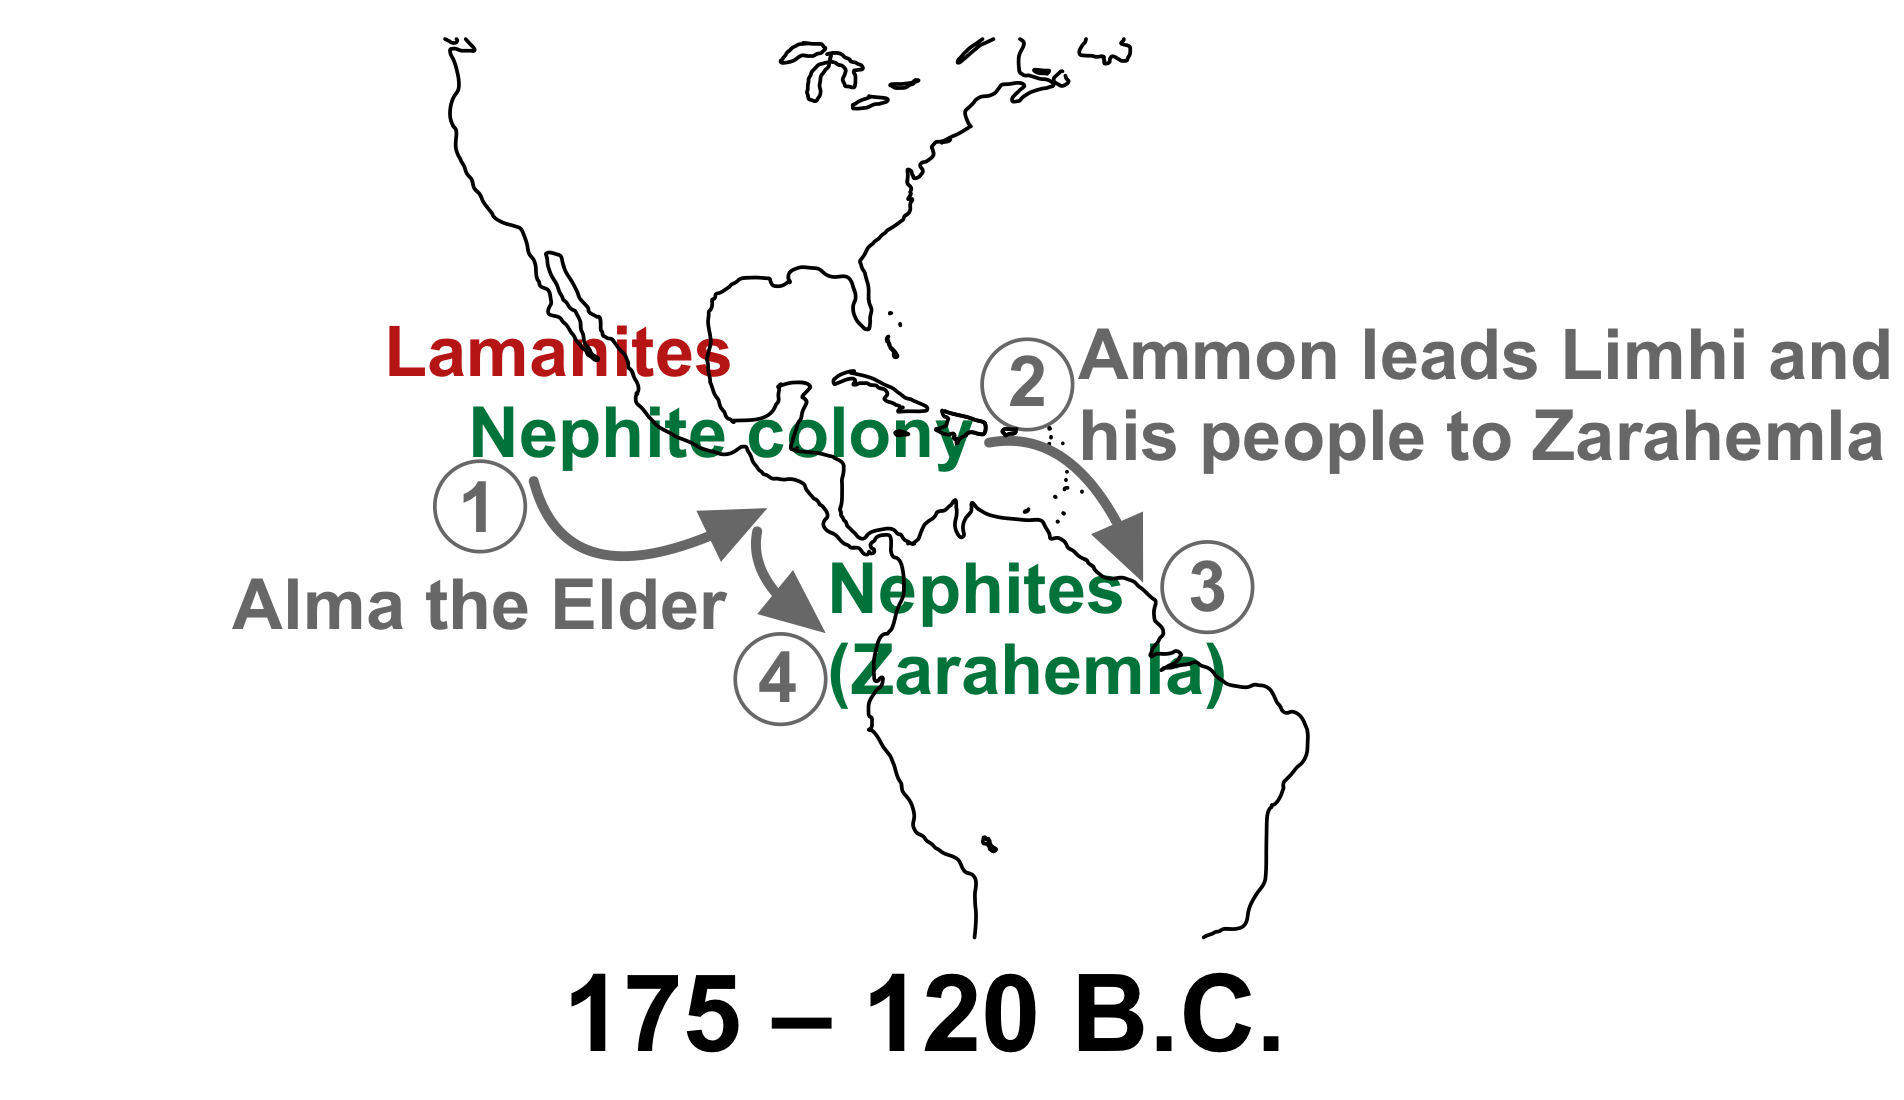 Lamanites
Nephite colony
1
Alma the Elder
2
Ammon leads Limhi and
his people to Zarahemla
3
Nephites
(Zarahemla)
4
175 – 120 B.C.